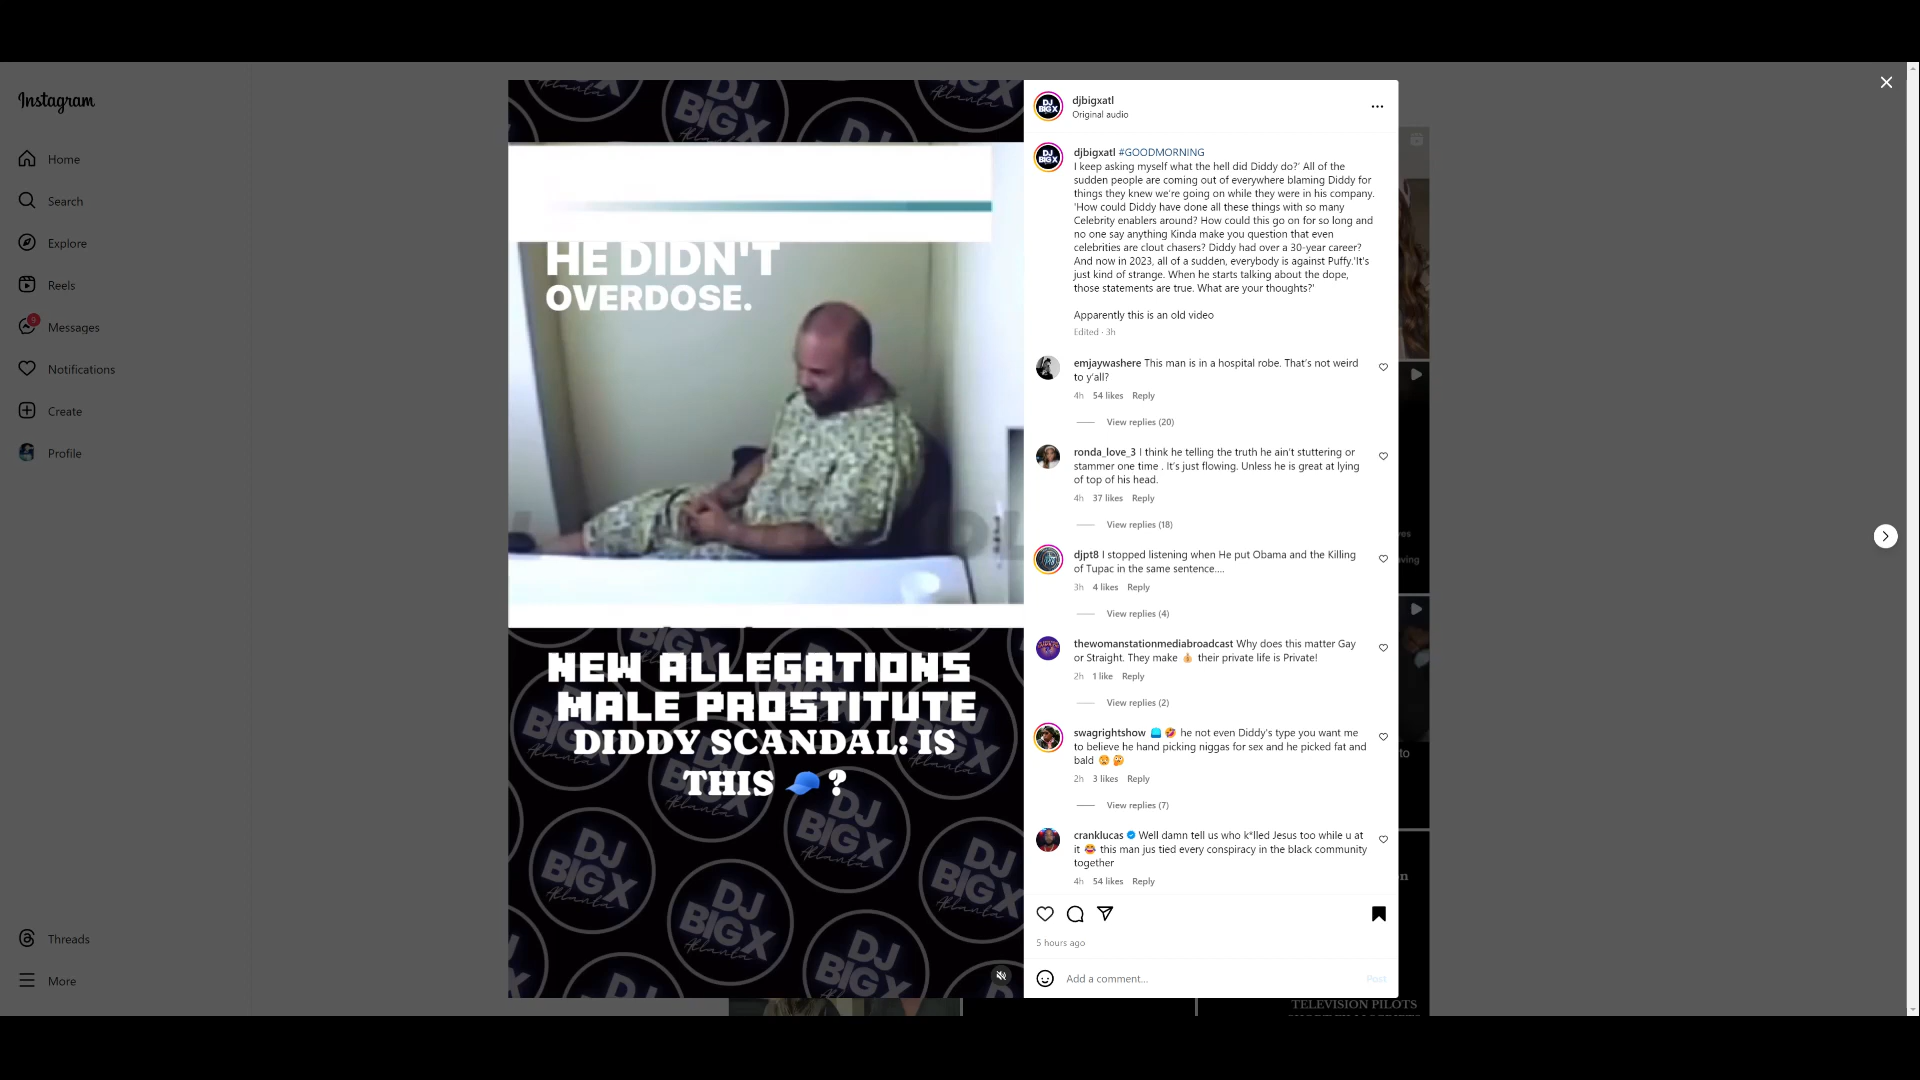 Instagram
Home
Search
Explore
Reels
9
Messages
Notifications
Create
Profile
Threads
More
DJ
BIG X
Atlanta
HE DIDN'T
OVERDOSE.
NEW ALLEGATIONS
MALE PROSTITUTE
DIDDY SCANDAL: IS
THIS 🧢 ?
djbigxatl
Original audio
djbigxatl #GOODMORNING
I keep asking myself what the hell did Diddy do?' All of the
sudden people are coming out of everywhere blaming Diddy for
things they knew we're going on while they were in his company.
'How could Diddy have done all these things with so many
Celebrity enablers around? How could this go on for so long and
no one say anything Kinda make you question that even
celebrities are clout chasers? Diddy had over a 30-year career?
And now in 2023, all of a sudden, everybody is against Puffy.'It's
just kind of strange. When he starts talking about the dope,
those statements are true. What are your thoughts?'
Apparently this is an old video
Edited · 3h
emjaywashere This man is in a hospital robe. That's not weird
to y'all?
4h 54 likes Reply
View replies (20)
ronda_love_3 I think he telling the truth he ain't stuttering or
stammer one time . It's just flowing. Unless he is great at lying
of top of his head.
4h 37 likes Reply
View replies (18)
djpt8 I stopped listening when He put Obama and the Killing
of Tupac in the same sentence....
3h 4 likes Reply
View replies (4)
thewomanstationmediabroadcast Why does this matter Gay
or Straight. They make 👍 their private life is Private!
2h 1 like Reply
View replies (2)
swagrightshow 🧢 🤣 he not even Diddy's type you want me
to believe he hand picking niggas for sex and he picked fat and
bald
2h 3 likes Reply
View replies (7)
cranklucas Well damn tell us who k*lled Jesus too while u at
it 😂 this man jus tied every conspiracy in the black community
together
4h 54 likes Reply
5 hours ago
Add a comment...
Post
TELEVISION PILOTS